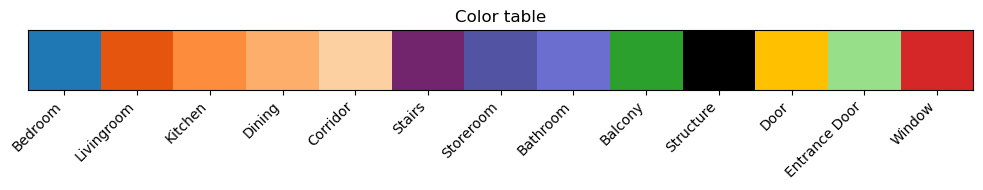 Color table
Bedroom
Livingroom
Kitchen
Dining
Corridor
Stairs
Storeroom
Bathroom
Balcony
Structure
Door
Entrance Door
Window